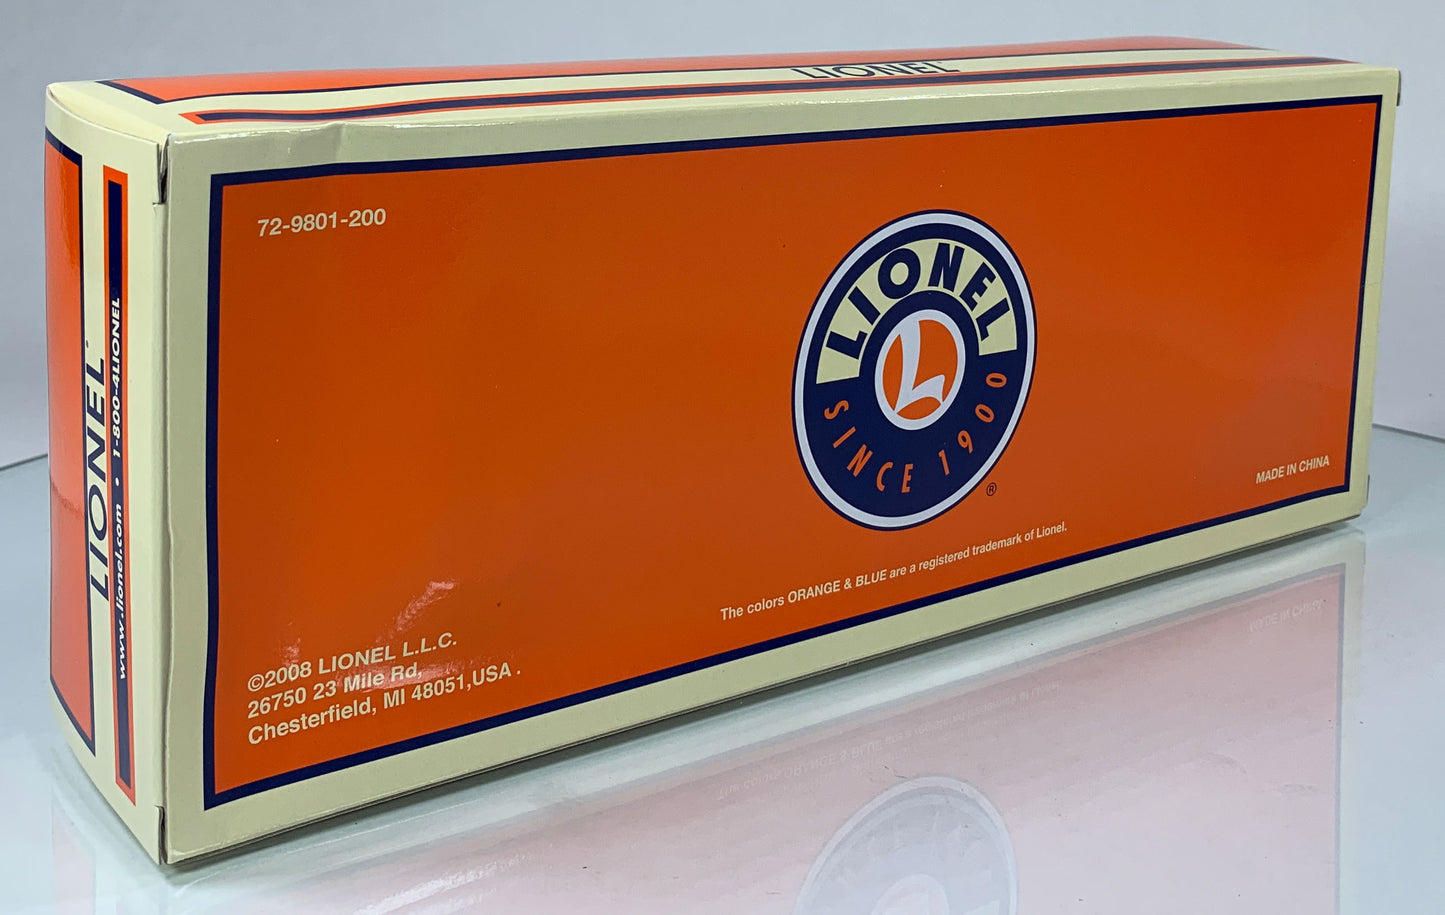 LIONEL
72-9801-200
LIONEL
SINCE 1900
®
MADE IN CHINA
The colors ORANGE & BLUE are a registered trademark of Lionel.
©2008 LIONEL L.L.C.
26750 23 Mile Rd,
Chesterfield, MI 48051,USA .
LIONEL
www.lionel.com • 1-800-4LIONEL